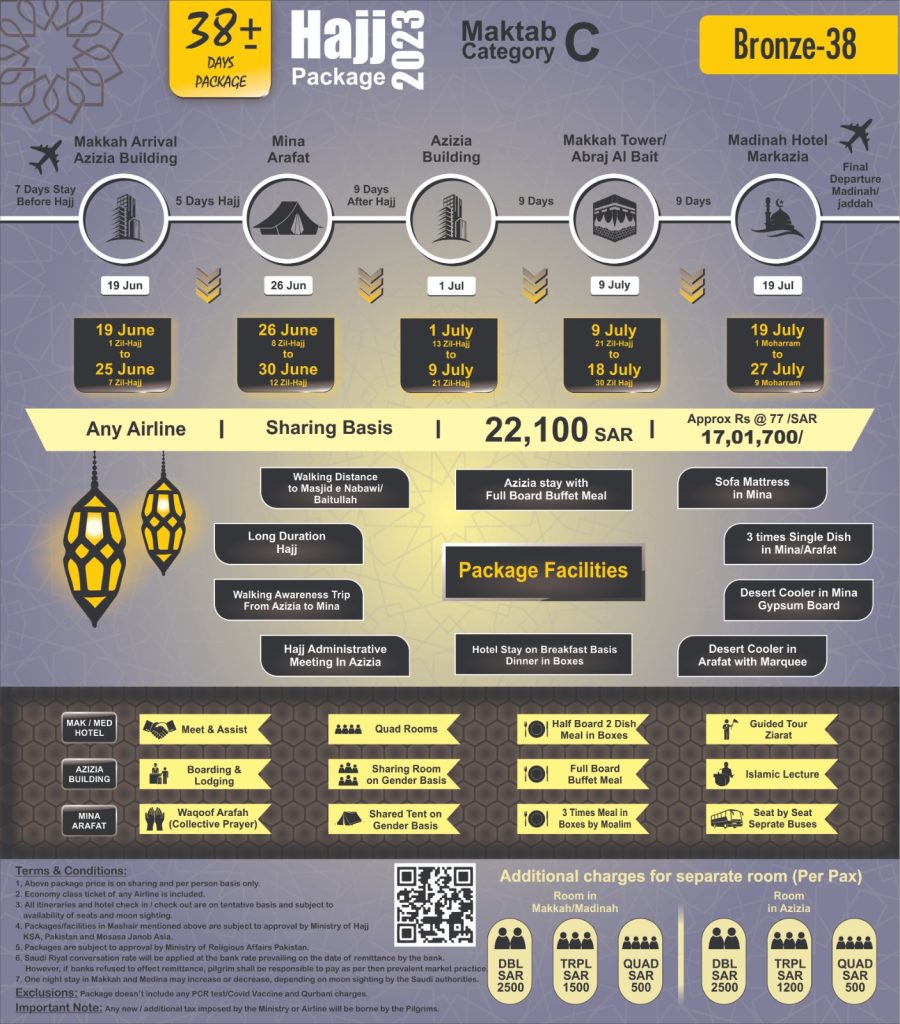 38±
DAYS
PACKAGE
Hajj
Package
2023
Maktab
Category C
Bronze-38
Makkah Arrival
Azizia Building
Mina
Arafat
Azizia
Building
Makkah Tower/
Abraj Al Bait
Madinah Hotel
Markazia
7 Days Stay
Before Hajj
5 Days Hajj
9 Days
After Hajj
9 Days
9 Days
Final
Departure
Madinah/
jaddah
19 Jun
26 Jun
1 Jul
9 July
19 Jul
19 June
1 Zil-Hajj
to
25 June
7 Zil-Hajj
26 June
8 Zil-Hajj
to
30 June
12 Zil-Hajj
1 July
13 Zil-Hajj
to
9 July
21 Zil-Hajj
9 July
21 Zil-Hajj
to
18 July
30 Zil Hajj
19 July
1 Moharram
to
27 July
9 Moharram
Any Airline | Sharing Basis | 22,100 SAR | Approx Rs @ 77 /SAR
17,01,700/
Walking Distance
to Masjid e Nabawi/
Baitullah
Azizia stay with
Full Board Buffet Meal
Sofa Mattress
in Mina
Long Duration
Hajj
3 times Single Dish
in Mina/Arafat
Package Facilities
Walking Awareness Trip
From Azizia to Mina
Desert Cooler in Mina
Gypsum Board
Hajj Administrative
Meeting In Azizia
Hotel Stay on Breakfast Basis
Dinner in Boxes
Desert Cooler in
Arafat with Marquee
MAK / MED
HOTEL
Meet & Assist
Quad Rooms
Half Board 2 Dish
Meal in Boxes
Guided Tour
Ziarat
AZIZIA
BUILDING
Boarding &
Lodging
Sharing Room
on Gender Basis
Full Board
Buffet Meal
Islamic Lecture
MINA
ARAFAT
Waqoof Arafah
(Collective Prayer)
Shared Tent on
Gender Basis
3 Times Meal in
Boxes by Moalim
Seat by Seat
Seprate Buses
Terms & Conditions:
1, Above package price is on sharing and per person basis only.
2. Economy class ticket of any Airline is included.
3. All itineraries and hotel check in / check out are on tentative basis and subject to
availability of seats and moon sighting.
4. Packages/facilities in Mashair mentioned above are subject to approval by Ministry of Hajj
KSA, Pakistan and Mosasa Janob Asia.
5. Packages are subject to approval by Ministry of Religious Affairs Pakistan.
6. Saudi Riyal conversation rate will be applied at the bank rate prevailing on the date of remittance by the bank.
However, if banks refused to effect remittance, pilgrim shall be responsible to pay as per then prevalent market practice.
7. One night stay in Makkah and Medina may increase or decrease, depending on moon sighting by the Saudi authorities.
Exclusions: Package doesn't include any PCR test/Covid Vaccine and Qurbani charges.
Important Note: Any new / additional tax imposed by the Ministry or Airline will be borne by the Pilgrims.
Additional charges for separate room (Per Pax)
Room in
Makkah/Madinah
DBL
SAR
2500
TRPL
SAR
1500
QUAD
SAR
500
Room
in Azizia
DBL
SAR
2500
TRPL
SAR
1200
QUAD
SAR
500